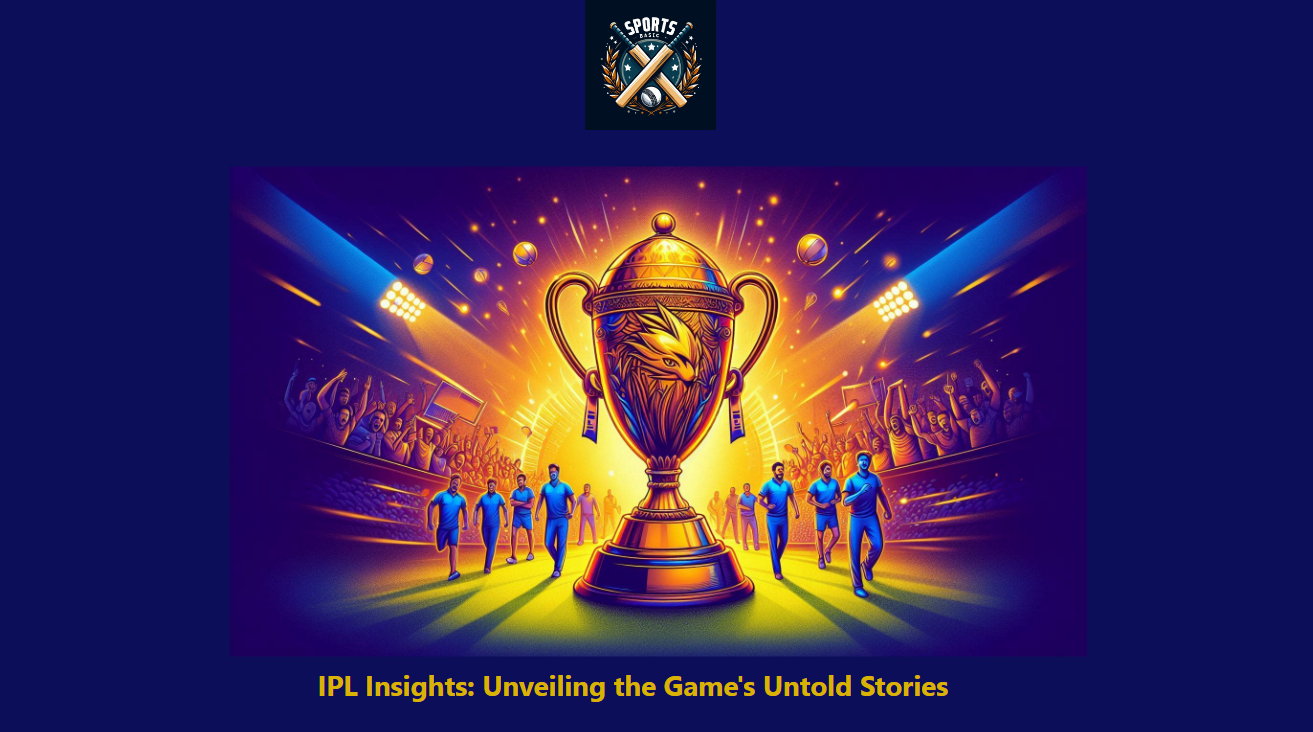 SPORTS
BASIC
IPL Insights: Unveiling the Game's Untold Stories